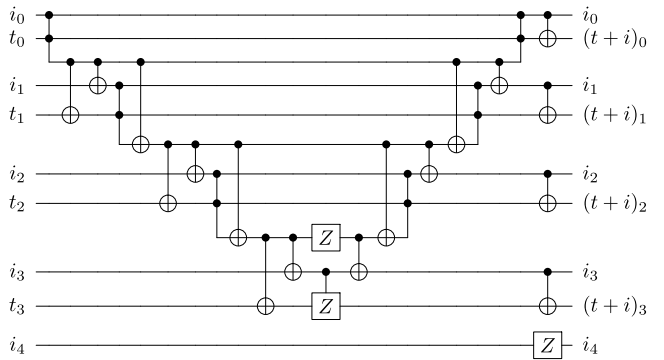 i₀ i₀
t₀ (t + i)₀
i₁ i₁
t₁ (t + i)₁
i₂ i₂
t₂ (t + i)₂
Z
i₃ i₃
t₃ Z (t + i)₃
i₄ Z i₄